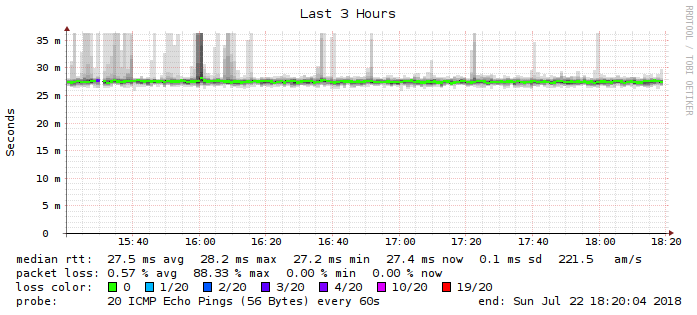 Last 3 Hours
RRDTOOL / TOBI OETIKER
Seconds
35 m
30 m
25 m
20 m
15 m
10 m
5 m
0
15:40 16:00 16:20 16:40 17:00 17:20 17:40 18:00 18:20
median rtt: 27.5 ms avg 28.2 ms max 27.2 ms min 27.4 ms now 0.1 ms sd 221.5 am/s
packet loss: 0.57 % avg 88.33 % max 0.00 % min 0.00 % now
loss color: 0 1/20 2/20 3/20 4/20 10/20 19/20
probe: 20 ICMP Echo Pings (56 Bytes) every 60s end: Sun Jul 22 18:20:04 2018